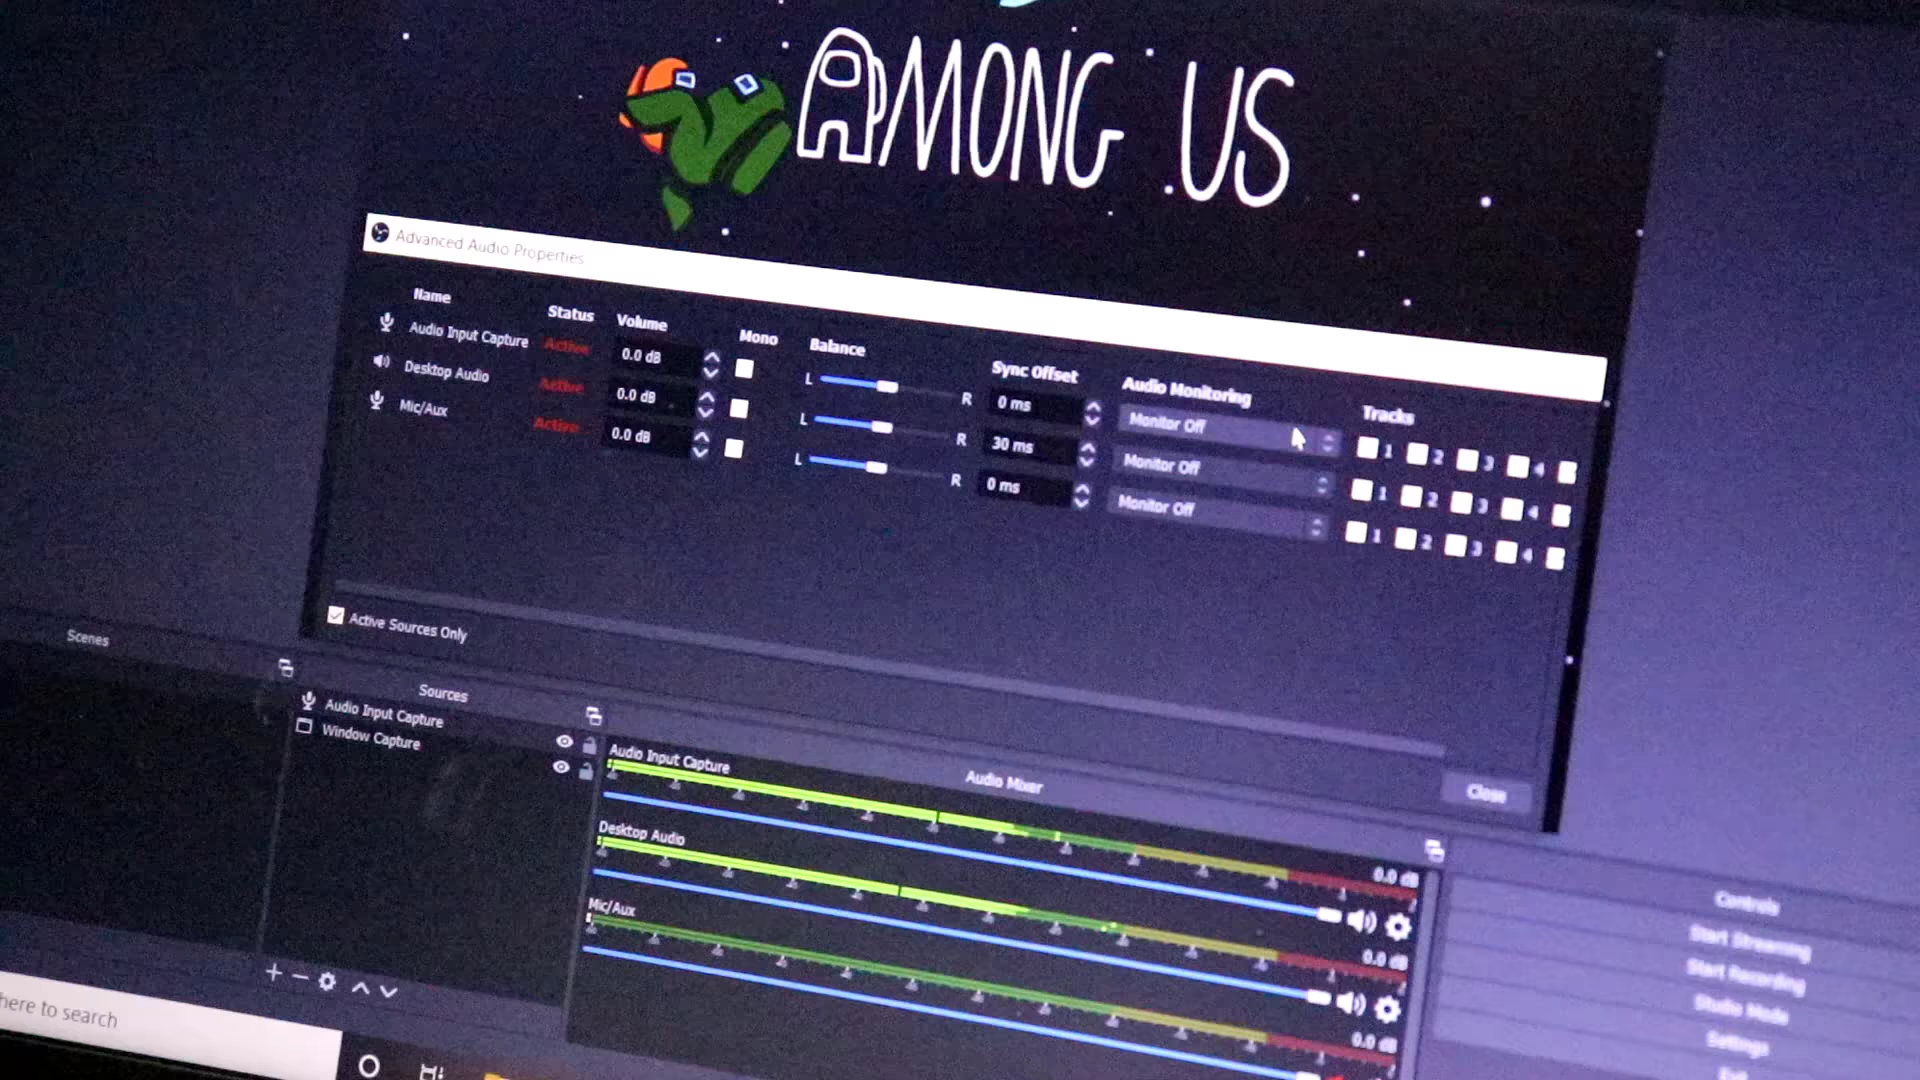 AMONG US
Advanced Audio Properties
Name Status Volume Mono Balance Sync Offset Audio Monitoring Tracks
Audio Input Capture Active 0.0 dB L R 0 ms Monitor Off 1 2 3 4
Desktop Audio Active 0.0 dB L R 30 ms Monitor Off 1 2 3 4
Mic/Aux Active 0.0 dB L R 0 ms Monitor Off 1 2 3 4
Active Sources Only
Close
Scenes
Sources
Audio Input Capture
Window Capture
Audio Mixer
Audio Input Capture
0.0 dB
Desktop Audio
0.0 dB
Mic/Aux
0.0 dB
Controls
Start Streaming
Start Recording
Studio Mode
Settings
here to search